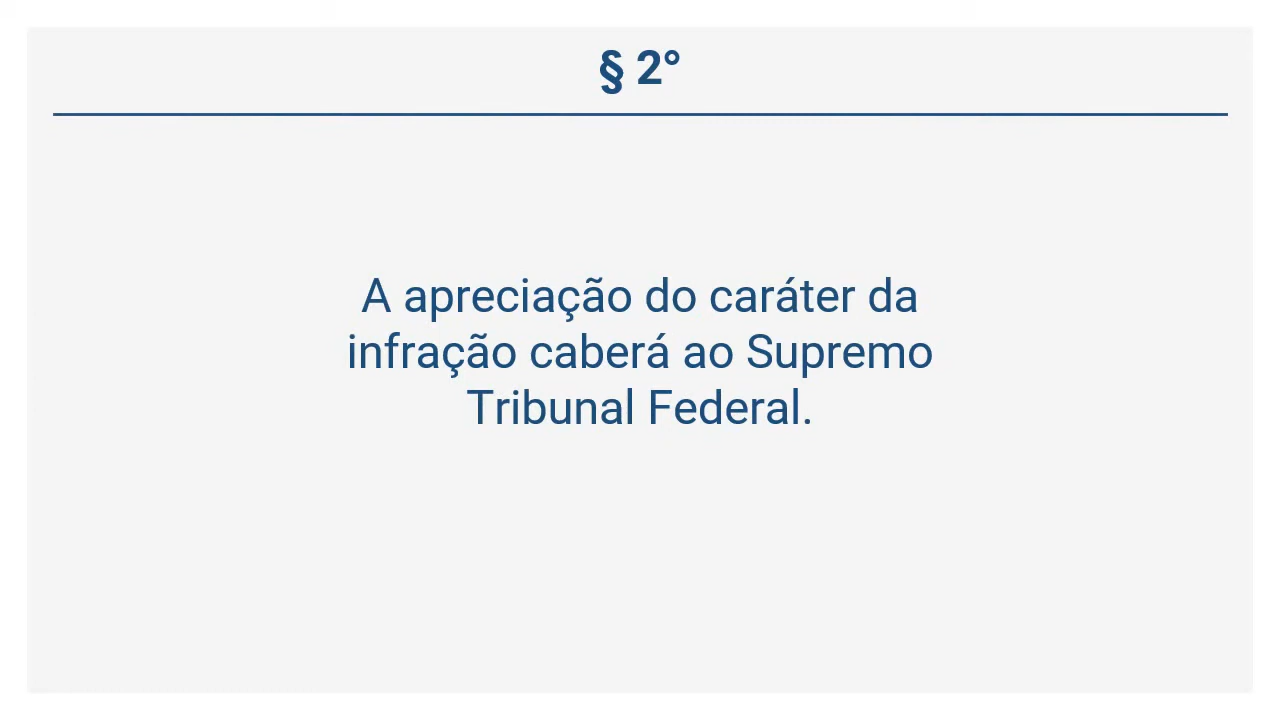 § 2°
A apreciação do caráter da
infração caberá ao Supremo
Tribunal Federal.